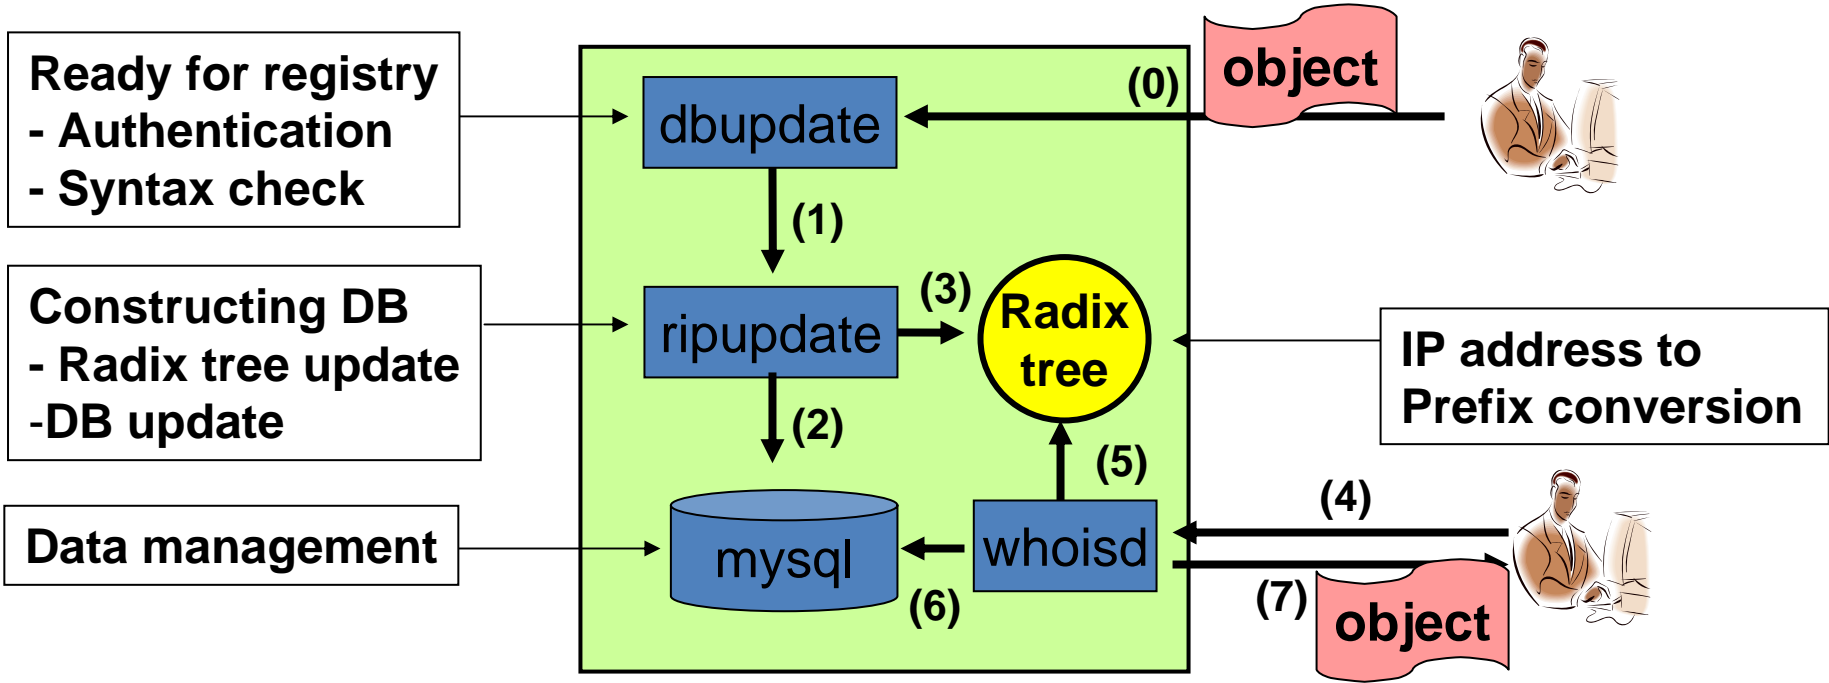 Ready for registry
- Authentication
- Syntax check
Constructing DB
- Radix tree update
-DB update
Data management
dbupdate
(0)
object
(1)
ripupdate
(3)
Radix
tree
(2)
IP address to
Prefix conversion
(5)
mysql
(6)
whoisd
(4)
(7)
object